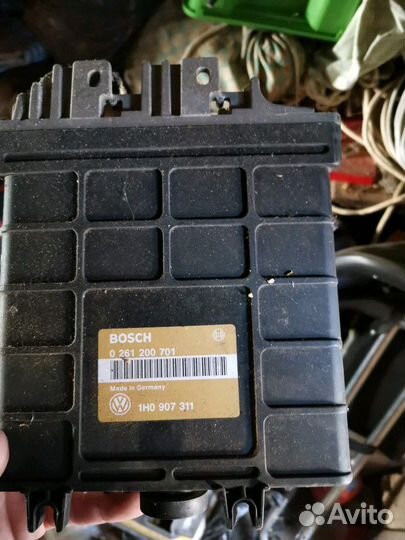 BOSCH
0 261 200 701
Made in Germany
1H0 907 311
Avito